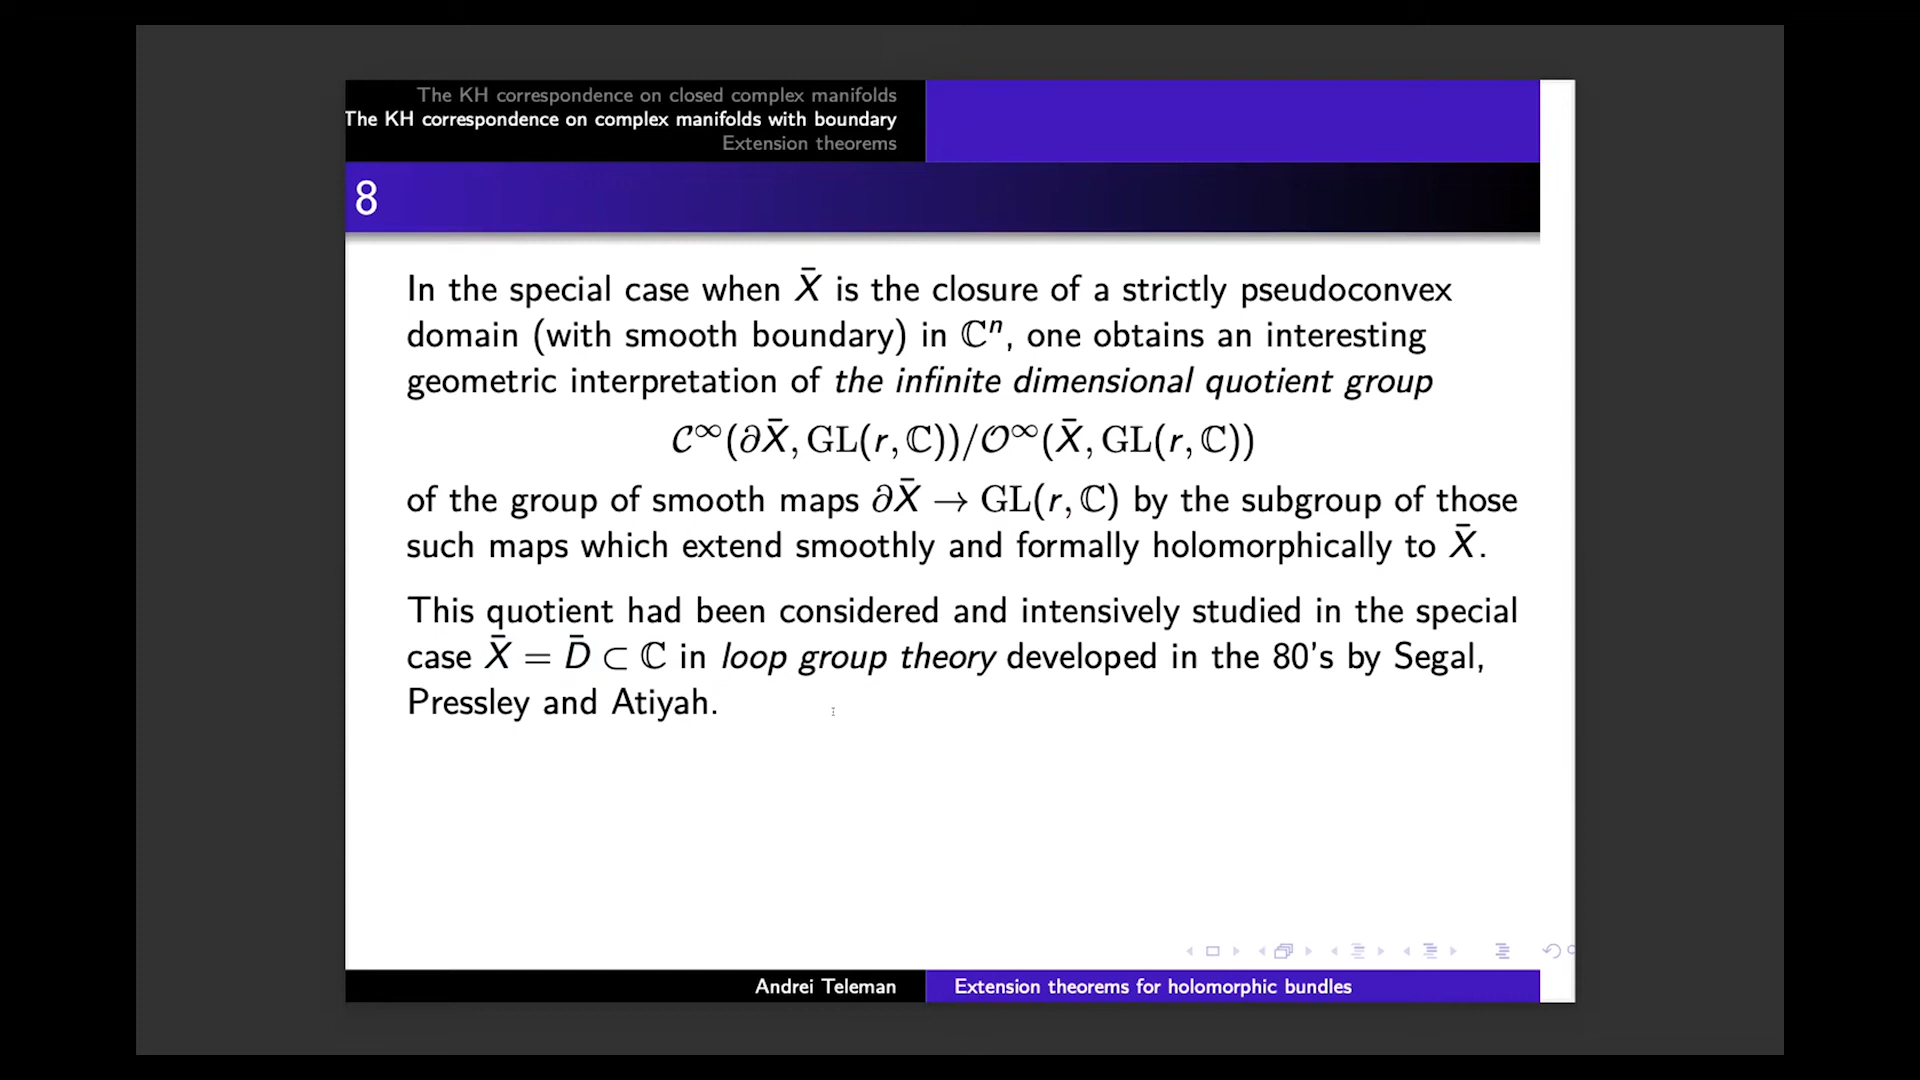 The KH correspondence on closed complex manifolds
The KH correspondence on complex manifolds with boundary
Extension theorems
8
In the special case when X̄ is the closure of a strictly pseudoconvex
domain (with smooth boundary) in ℂⁿ, one obtains an interesting
geometric interpretation of the infinite dimensional quotient group
𝒞^∞(∂X̄, GL(r, ℂ))/𝒪^∞(X̄, GL(r, ℂ))
of the group of smooth maps ∂X̄ → GL(r, ℂ) by the subgroup of those
such maps which extend smoothly and formally holomorphically to X̄.
This quotient had been considered and intensively studied in the special
case X̄ = D̄ ⊂ ℂ in loop group theory developed in the 80's by Segal,
Pressley and Atiyah.
Andrei Teleman
Extension theorems for holomorphic bundles